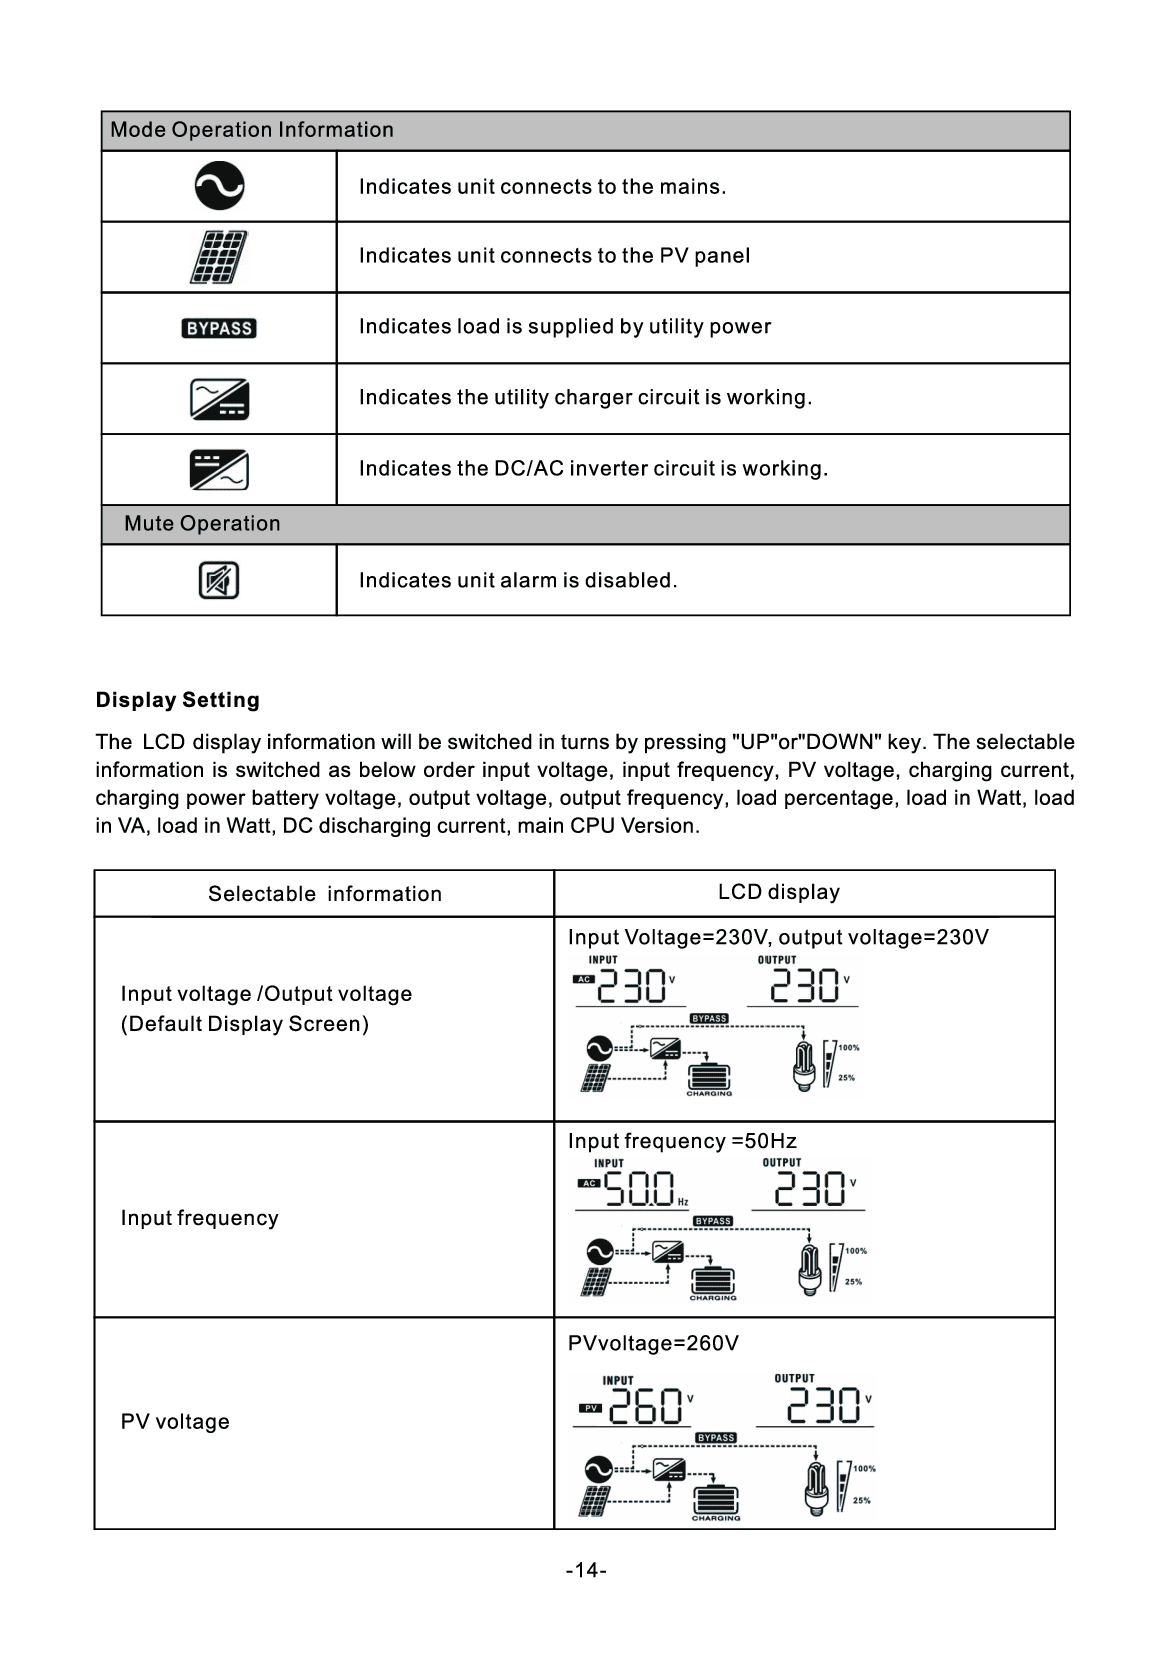 Mode Operation Information
Indicates unit connects to the mains.
Indicates unit connects to the PV panel
BYPASS
Indicates load is supplied by utility power
Indicates the utility charger circuit is working.
Indicates the DC/AC inverter circuit is working.
Mute Operation
Indicates unit alarm is disabled.
Display Setting
The LCD display information will be switched in turns by pressing "UP"or"DOWN" key. The selectable
information is switched as below order input voltage, input frequency, PV voltage, charging current,
charging power battery voltage, output voltage, output frequency, load percentage, load in Watt, load
in VA, load in Watt, DC discharging current, main CPU Version.
Selectable information
LCD display
Input voltage /Output voltage
(Default Display Screen)
Input Voltage=230V, output voltage=230V
INPUT OUTPUT
AC 230 V 230 V
BYPASS
100%
25%
CHARGING
Input frequency
Input frequency =50Hz
INPUT OUTPUT
AC 50.0 Hz 230 V
BYPASS
100%
25%
CHARGING
PV voltage
PVvoltage=260V
INPUT OUTPUT
PV 260 V 230 V
BYPASS
100%
25%
CHARGING
-14-